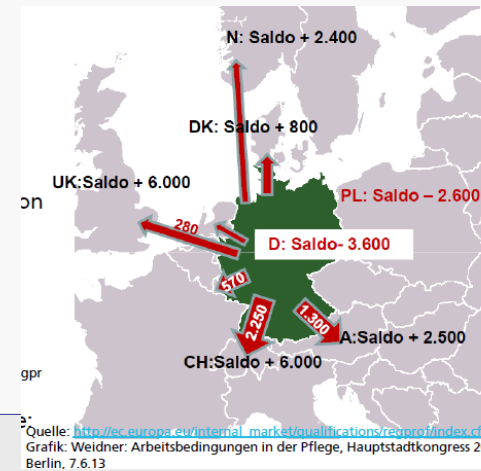 N: Saldo + 2.400
DK: Saldo + 800
UK:Saldo + 6.000
on
PL: Saldo – 2.600
280
D: Saldo- 3.600
570
2.250
1.300
A:Saldo + 2.500
CH:Saldo + 6.000
gpr
e:
Quelle: http://ec.europa.eu/internal_market/qualifications/regprof/index.cf
Grafik: Weidner: Arbeitsbedingungen in der Pflege, Hauptstadtkongress 2
Berlin, 7.6.13